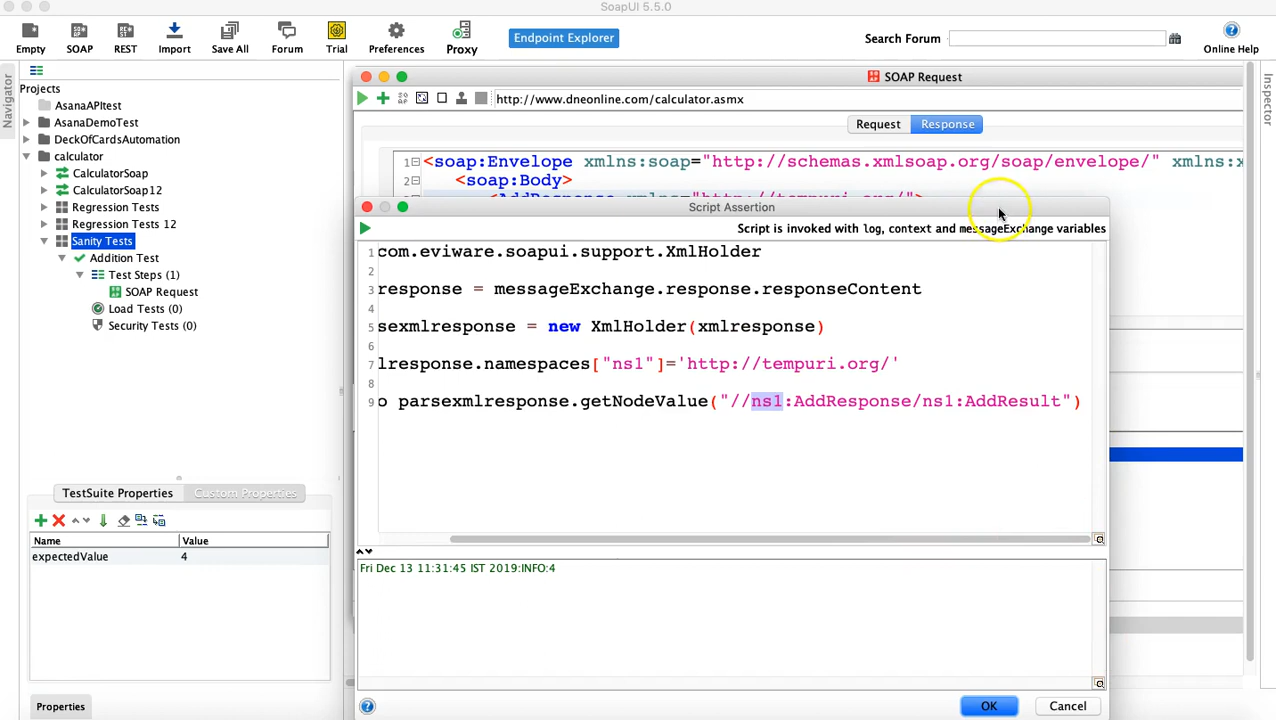 SoapUI 5.5.0
Empty
SOAP
REST
Import
Save All
Forum
Trial
Preferences
Proxy
Endpoint Explorer
Search Forum
Online Help
Navigator
Projects
AsanaAPItest
AsanaDemoTest
DeckOfCardsAutomation
calculator
CalculatorSoap
CalculatorSoap12
Regression Tests
Regression Tests 12
Sanity Tests
Addition Test
Test Steps (1)
SOAP Request
Load Tests (0)
Security Tests (0)
TestSuite Properties
Custom Properties
Name Value
expectedValue 4
Properties
SOAP Request
http://www.dneonline.com/calculator.asmx
Request
Response
1 <soap:Envelope xmlns:soap="http://schemas.xmlsoap.org/soap/envelope/" xmlns:x
2 <soap:Body>
<AddResponse xmlns="http://tempuri.org/">
Script Assertion
Script is invoked with log, context and messageExchange variables
1 com.eviware.soapui.support.XmlHolder
2
3 response = messageExchange.response.responseContent
4
5 sexmlresponse = new XmlHolder(xmlresponse)
6
7 lresponse.namespaces["ns1"]='http://tempuri.org/'
8
9 o parsexmlresponse.getNodeValue("//ns1:AddResponse/ns1:AddResult")
Fri Dec 13 11:31:45 IST 2019:INFO:4
OK
Cancel
Inspector